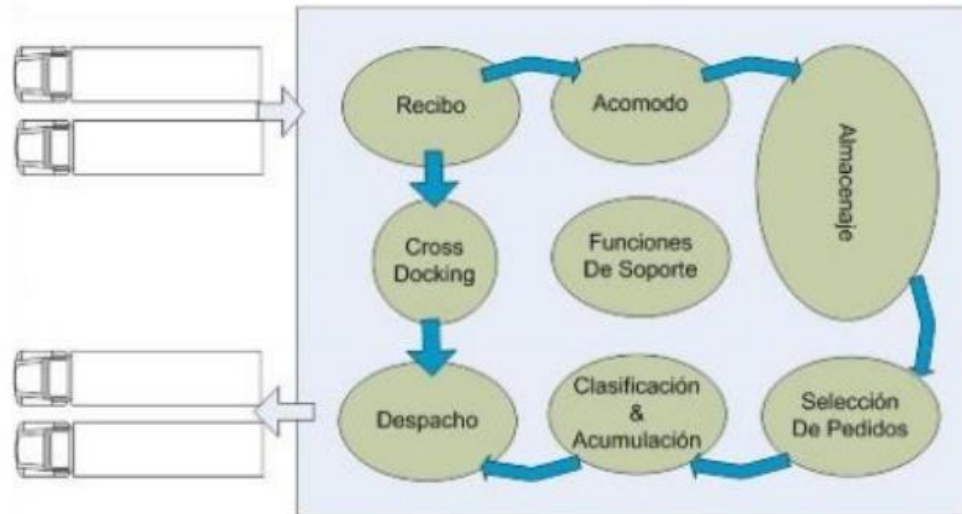 Recibo
Acomodo
Almacenaje
Cross
Docking
Funciones
De Soporte
Despacho
Clasificación
&
Acumulación
Selección
De Pedidos